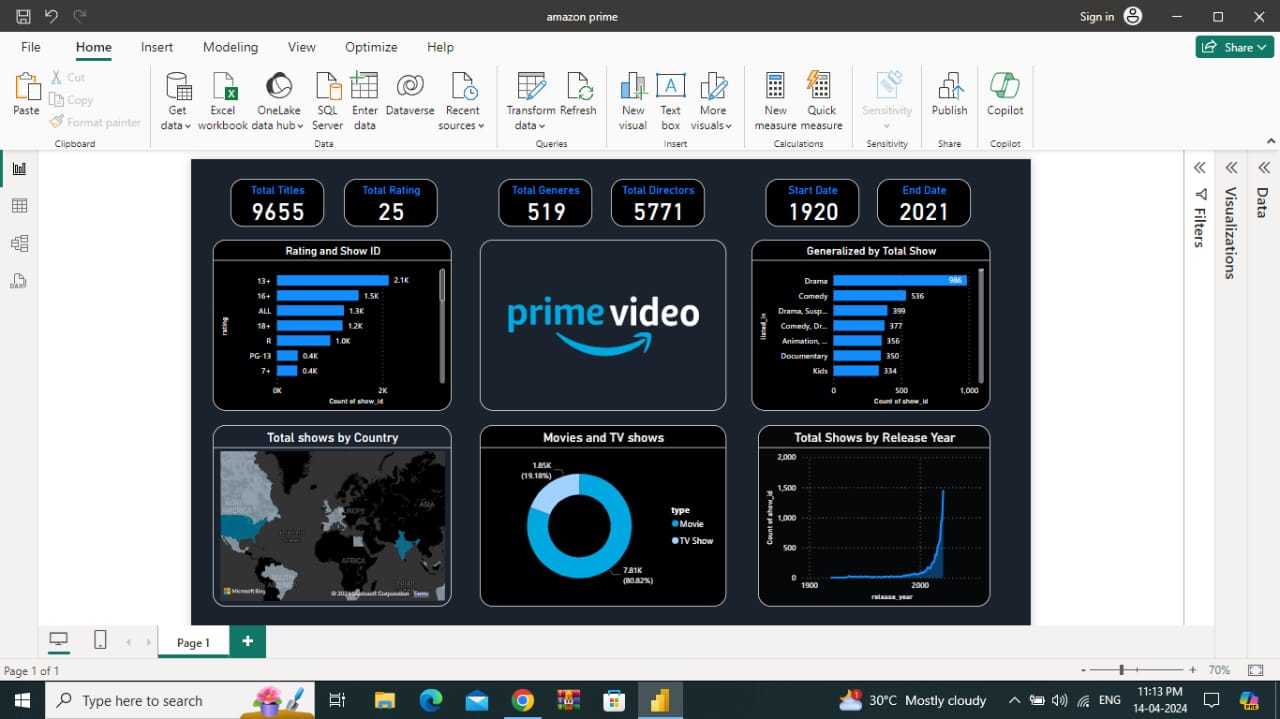 amazon prime
Sign in
File Home Insert Modeling View Optimize Help
Share
Paste
Cut
Copy
Format painter
Get data
Excel workbook
OneLake data hub
SQL Server
Enter data
Dataverse
Recent sources
Transform data
Refresh
New visual
Text box
More visuals
New measure
Quick measure
Sensitivity
Publish
Copilot
Clipboard
Data
Queries
Insert
Calculations
Sensitivity
Share
Copilot
Total Titles
9655
Total Rating
25
Total Generes
519
Total Directors
5771
Start Date
1920
End Date
2021
Rating and Show ID
rating
13+ 2.1K
16+ 1.5K
ALL 1.3K
18+ 1.2K
R 1.0K
PG-13 0.4K
7+ 0.4K
0K 2K
Count of show_id
prime video
Generalized by Total Show
listed_in
Drama 986
Comedy 536
Drama, Susp... 399
Comedy, Dr... 377
Animation, ... 356
Documentary 350
Kids 334
0 500 1,000
Count of show_id
Total shows by Country
AMERICA
EUROPE
ASIA
AFRICA
SOUTH
Microsoft Bing
Microsoft Corporation Terms
Movies and TV shows
1.85K
(19.18%)
type
Movie
TV Show
7.81K
(80.82%)
Total Shows by Release Year
Count of show_id
2,000
1,500
1,000
500
0
1900 2000
release_year
Filters
Visualizations
Data
Page 1
+
Page 1 of 1
- + 70%
Type here to search
1
30°C Mostly cloudy
ENG
11:13 PM
14-04-2024